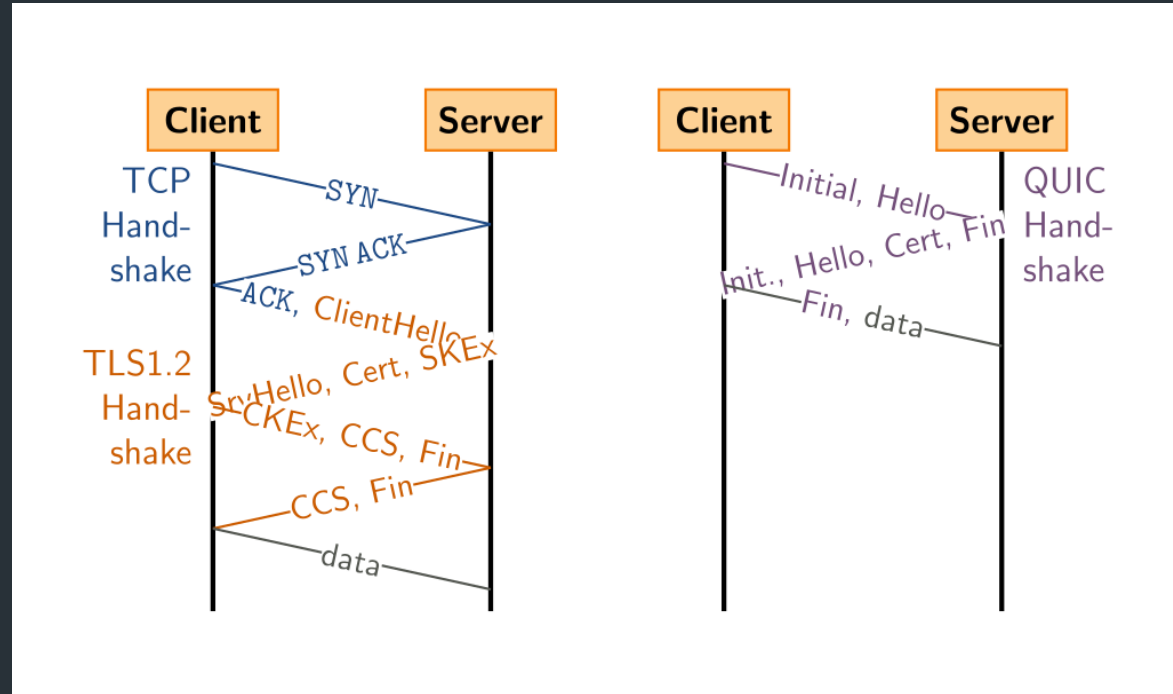 Client
Server
TCP
Hand-
shake
SYN
SYN ACK
ACK, ClientHello
TLS1.2
Hand-
shake
SrvHello, Cert, SKEx
CKEx, CCS, Fin
CCS, Fin
data
Client
Server
Initial, Hello
Init., Hello, Cert, Fin
Fin, data
QUIC
Hand-
shake